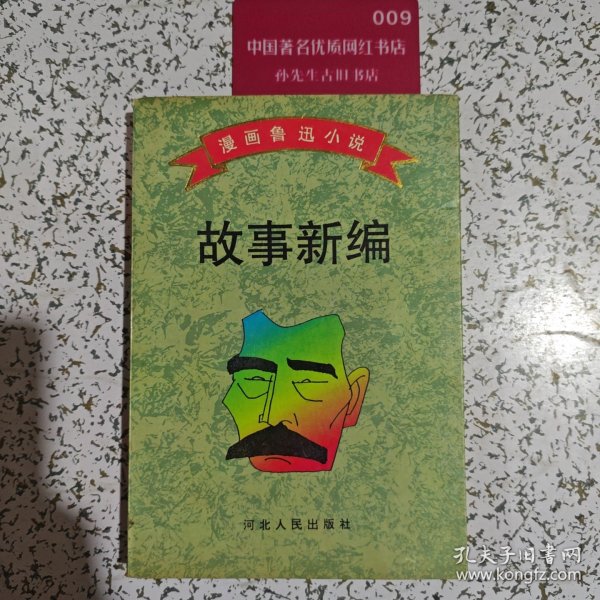 009
中国著名优质网红书店
孙先生古旧书店
漫画鲁迅小说
故事新编
河北人民出版社
孔夫子旧书网
www.kongfz.com